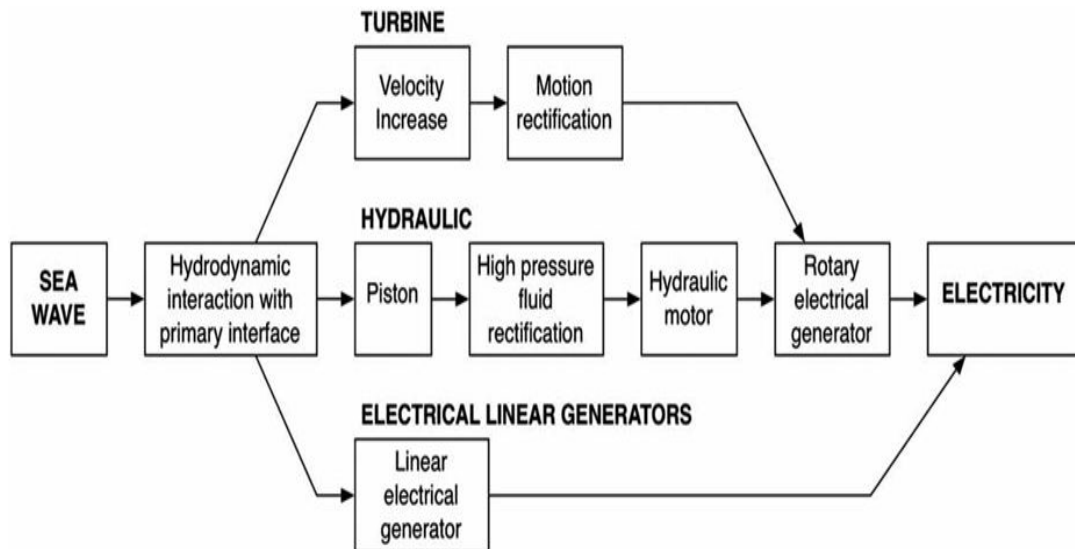 TURBINE
Velocity
Increase
Motion
rectification
HYDRAULIC
SEA
WAVE
Hydrodynamic
interaction with
primary interface
Piston
High pressure
fluid
rectification
Hydraulic
motor
Rotary
electrical
generator
ELECTRICITY
ELECTRICAL LINEAR GENERATORS
Linear
electrical
generator